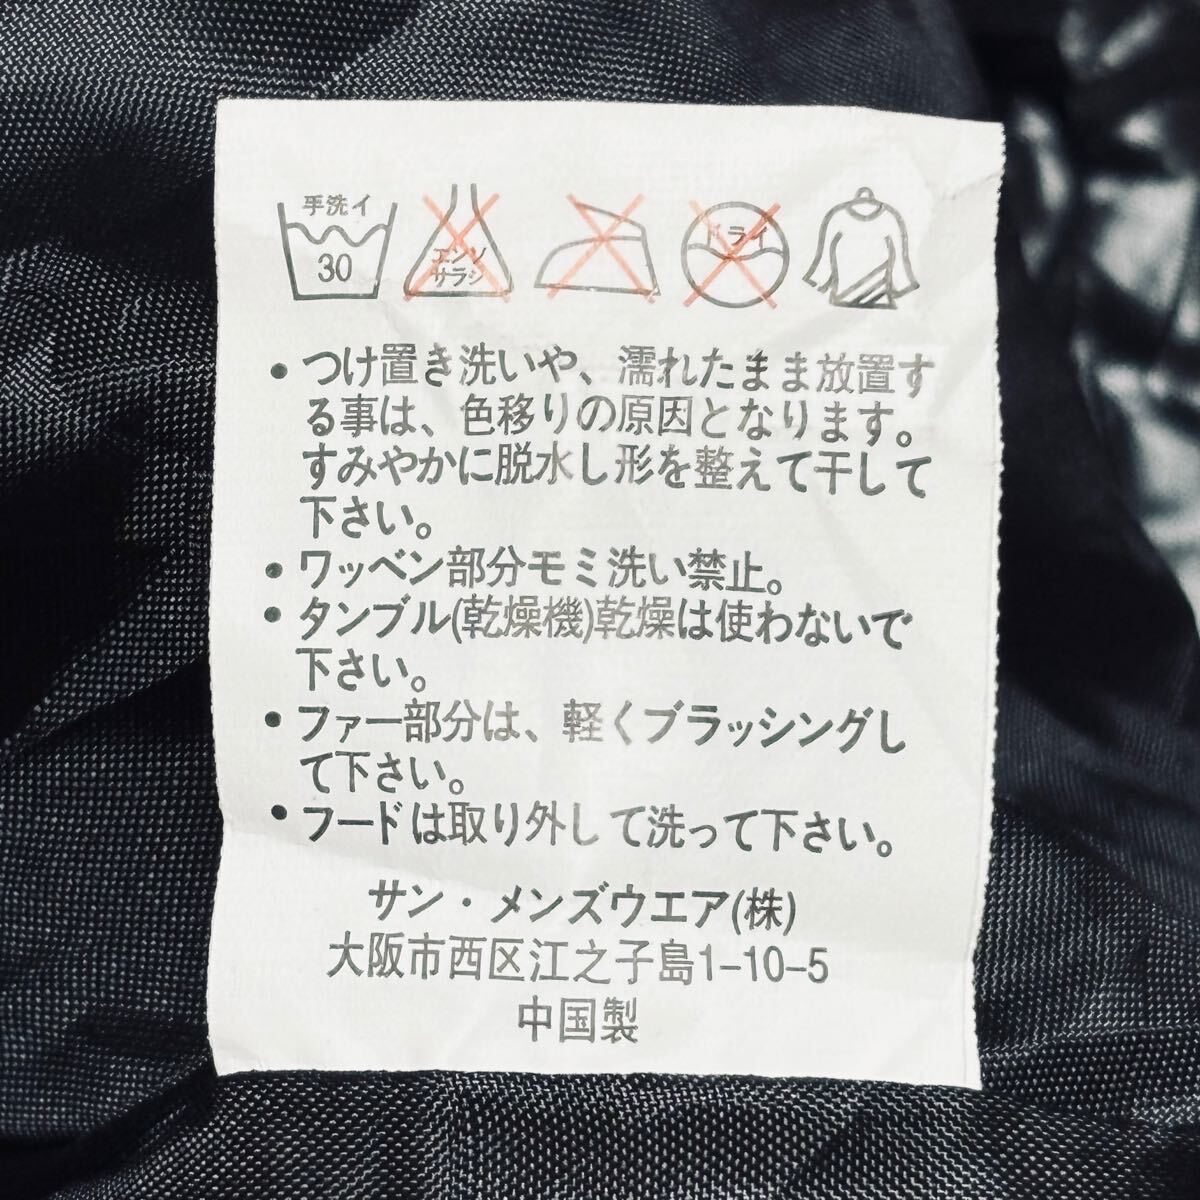 手洗イ
30
エンソ
サラシ
ドライ
・つけ置き洗いや、濡れたまま放置す
る事は、色移りの原因となります。
すみやかに脱水し形を整えて干して
下さい。
・ワッペン部分モミ洗い禁止。
・タンブル(乾燥機)乾燥は使わないで
下さい。
・ファー部分は、軽くブラッシングし
て下さい。
・フードは取り外して洗って下さい。
サン・メンズウエア(株)
大阪市西区江之子島1-10-5
中国製